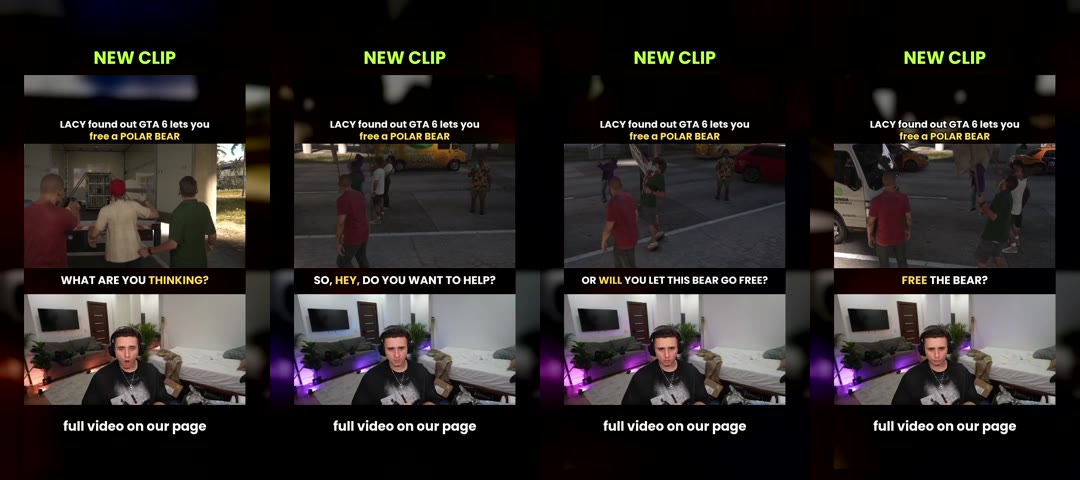 NEW CLIP
LACY found out GTA 6 lets you
free a POLAR BEAR
WHAT ARE YOU THINKING?
full video on our page
NEW CLIP
LACY found out GTA 6 lets you
free a POLAR BEAR
SO, HEY, DO YOU WANT TO HELP?
full video on our page
NEW CLIP
LACY found out GTA 6 lets you
free a POLAR BEAR
OR WILL YOU LET THIS BEAR GO FREE?
full video on our page
NEW CLIP
LACY found out GTA 6 lets you
free a POLAR BEAR
FREE THE BEAR?
full video on our page